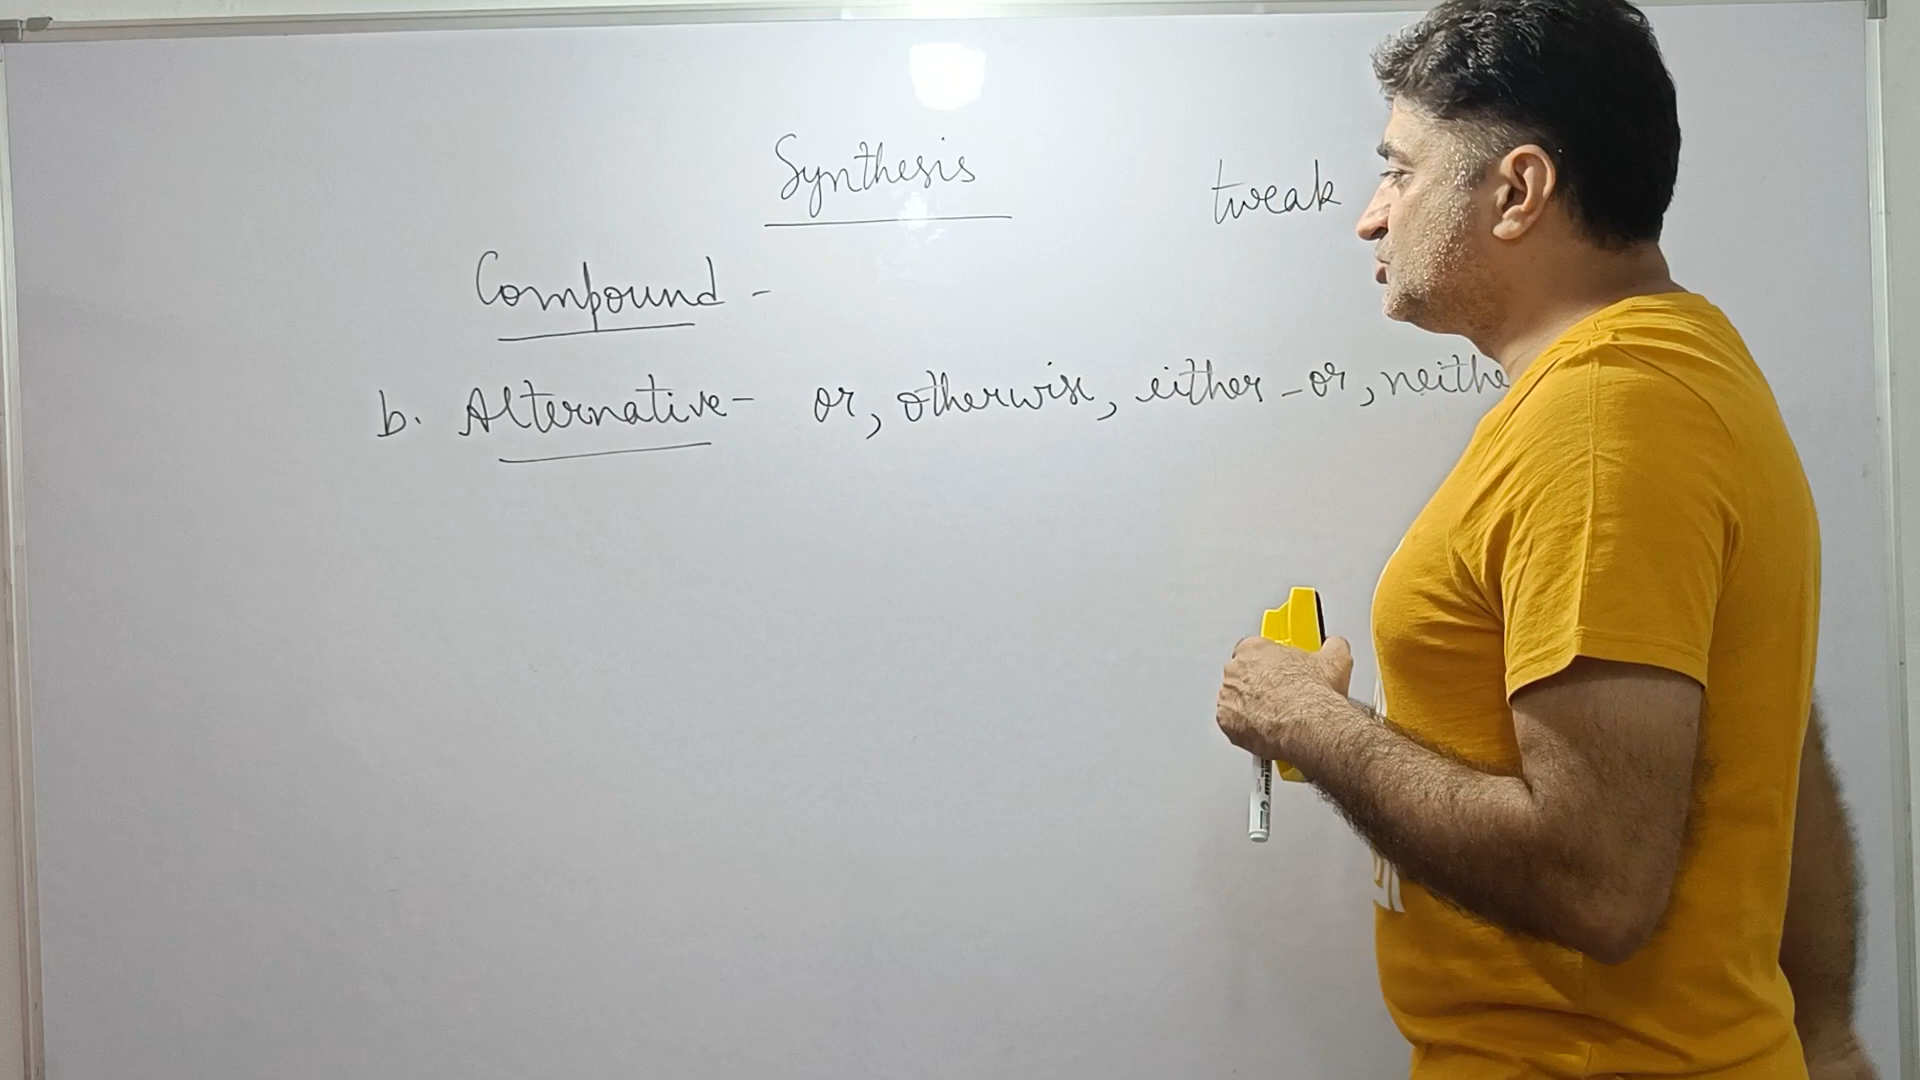 Synthesis
tweak
Compound -
b. Alternative - or, otherwise, either - or, neithe